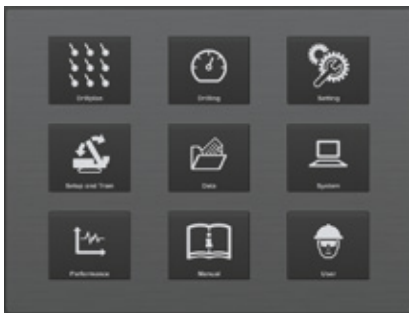 Drillplan
Drilling
Setting
Setup and Tram
Data
System
Performance
Manual
User